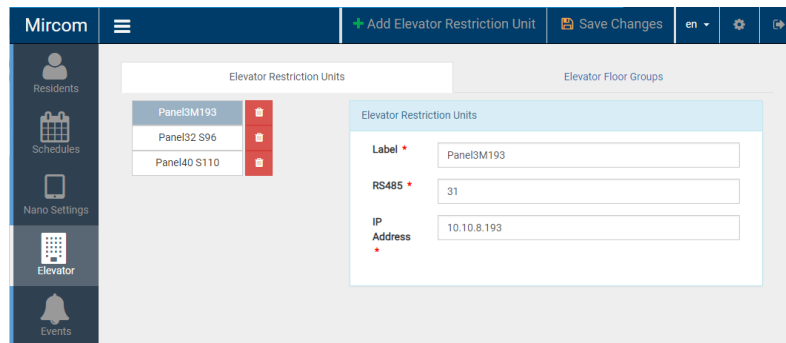 Mircom
+ Add Elevator Restriction Unit
Save Changes
en
Residents
Schedules
Nano Settings
Elevator
Events
Elevator Restriction Units
Elevator Floor Groups
Panel3M193
Panel32 S96
Panel40 S110
Elevator Restriction Units
Label * Panel3M193
RS485 * 31
IP
Address
*
10.10.8.193